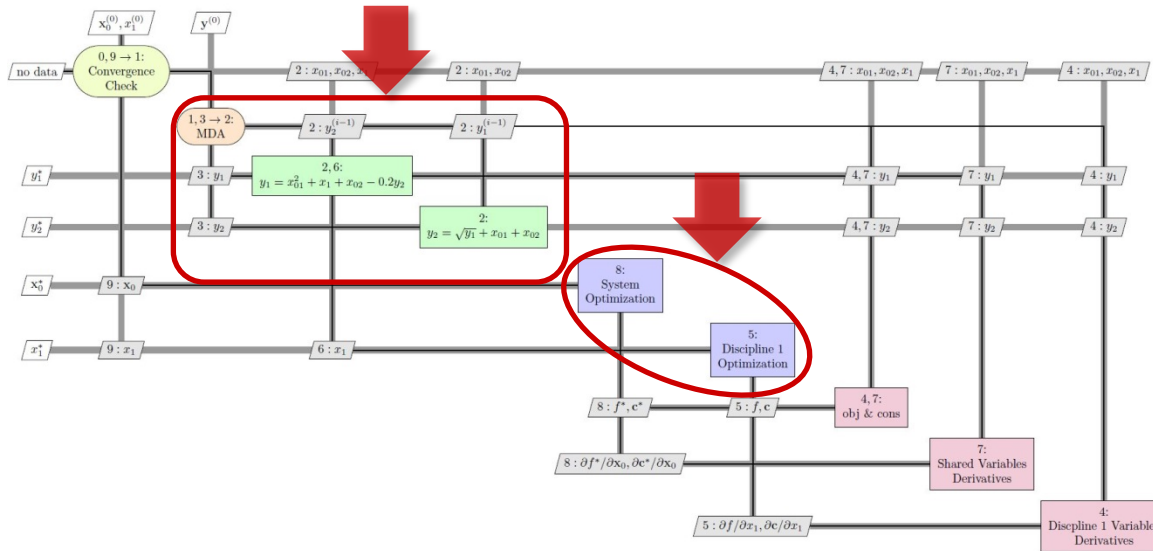 x₀⁽⁰⁾, x₁⁽⁰⁾
y⁽⁰⁾
no data
0, 9 → 1:
Convergence
Check
2 : x₀₁, x₀₂, x₁
2 : x₀₁, x₀₂
4, 7 : x₀₁, x₀₂, x₁
7 : x₀₁, x₀₂, x₁
4 : x₀₁, x₀₂, x₁
1, 3 → 2:
MDA
2 : y₂⁽ⁱ⁻¹⁾
2 : y₁⁽ⁱ⁻¹⁾
y₁*
3 : y₁
2, 6:
y₁ = x₀₁² + x₁ + x₀₂ − 0.2y₂
4, 7 : y₁
7 : y₁
4 : y₁
y₂*
3 : y₂
2:
y₂ = √y₁ + x₀₁ + x₀₂
4, 7 : y₂
7 : y₂
4 : y₂
x₀*
9 : x₀
8:
System
Optimization
x₁*
9 : x₁
6 : x₁
5:
Discipline 1
Optimization
8 : f*, c*
5 : f, c
4, 7:
obj & cons
8 : ∂f*/∂x₀, ∂c*/∂x₀
7:
Shared Variables
Derivatives
5 : ∂f/∂x₁, ∂c/∂x₁
4:
Discpline 1 Variable
Derivatives